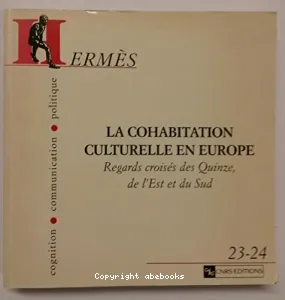 HERMÈS
cognition • communication • politique
LA COHABITATION
CULTURELLE EN EUROPE
Regards croisés des Quinze,
de l'Est et du Sud
23-24
CNRS EDITIONS
Copyright abebooks